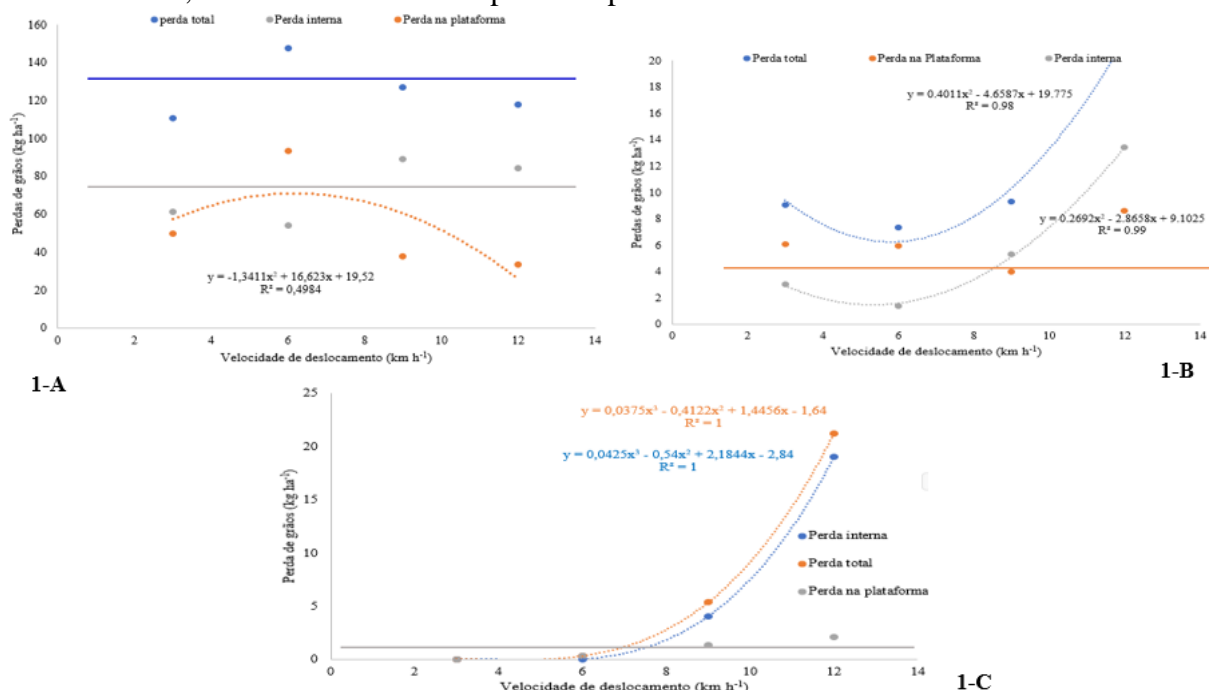 perda total Perda interna Perda na plataforma
160
140
120
100
80
60
40
20
0
Perdas de grãos (kg ha⁻¹)
y = -1,3411x² + 16,623x + 19,52
R² = 0,4984
0 2 4 6 8 10 12 14
Velocidade de deslocamento (km h⁻¹)
1-A
Perda total Perda na Plataforma Perda interna
20
18
16
14
12
10
8
6
4
2
0
Perdas de grãos (kg ha⁻¹)
y = 0.4011x² - 4.6587x + 19.775
R² = 0.98
y = 0.2692x² - 2.8658x + 9.1025
R² = 0.99
0 2 4 6 8 10 12 14
Velocidade de deslocamento (km h⁻¹)
1-B
25
20
15
10
5
0
Perda de grãos (kg ha⁻¹)
y = 0,0375x³ - 0,4122x² + 1,4456x - 1,64
R² = 1
y = 0,0425x³ - 0,54x² + 2,1844x - 2,84
R² = 1
Perda interna
Perda total
Perda na plataforma
0 2 4 6 8 10 12 14
Velocidade de deslocamento (km h⁻¹)
1-C